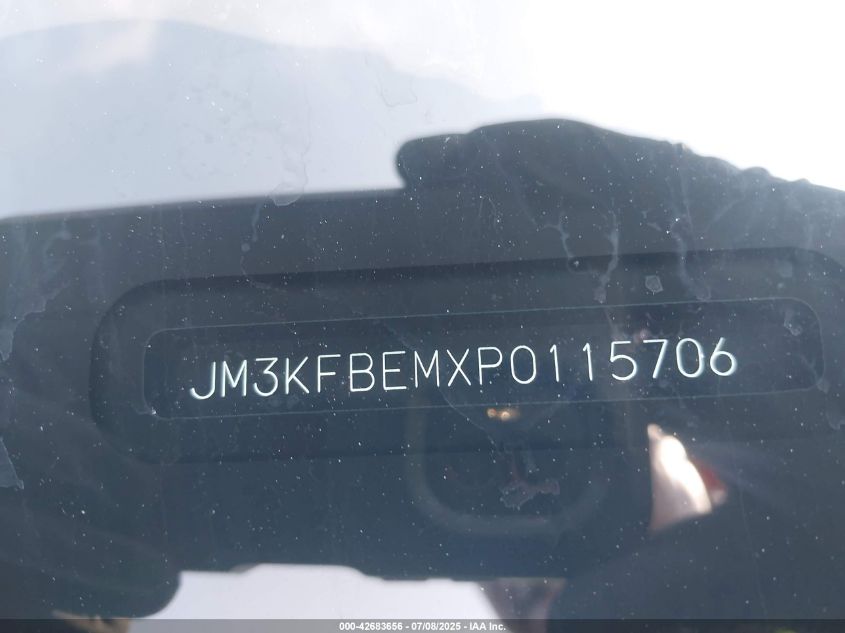 JM3KFBEMXP0115706
000-42683656 - 07/08/2025 - IAA Inc.